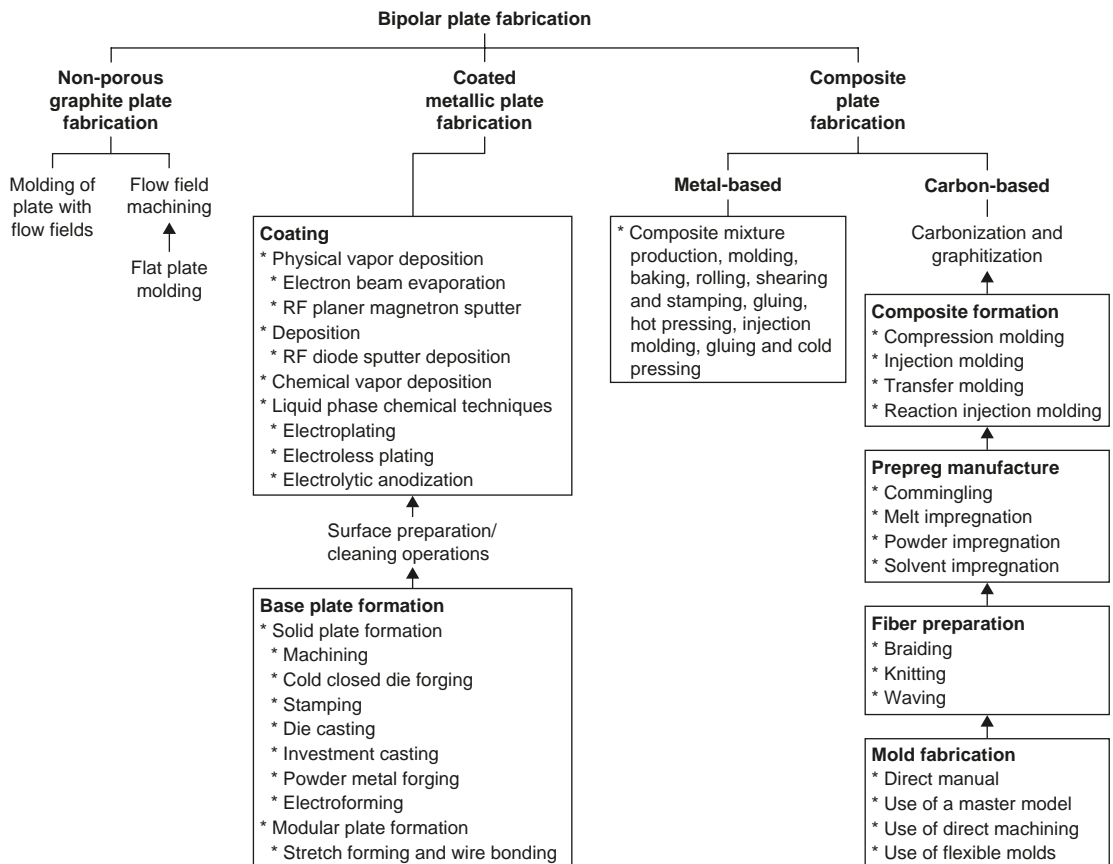 Bipolar plate fabrication
Non-porous
graphite plate
fabrication
Molding of
plate with
flow fields
Flow field
machining
Flat plate
molding
Coated
metallic plate
fabrication
Coating
* Physical vapor deposition
* Electron beam evaporation
* RF planer magnetron sputter
* Deposition
* RF diode sputter deposition
* Chemical vapor deposition
* Liquid phase chemical techniques
* Electroplating
* Electroless plating
* Electrolytic anodization
Surface preparation/
cleaning operations
Base plate formation
* Solid plate formation
* Machining
* Cold closed die forging
* Stamping
* Die casting
* Investment casting
* Powder metal forging
* Electroforming
* Modular plate formation
* Stretch forming and wire bonding
Composite
plate
fabrication
Metal-based
* Composite mixture
production, molding,
baking, rolling, shearing
and stamping, gluing,
hot pressing, injection
molding, gluing and cold
pressing
Carbon-based
Carbonization and
graphitization
Composite formation
* Compression molding
* Injection molding
* Transfer molding
* Reaction injection molding
Prepreg manufacture
* Commingling
* Melt impregnation
* Powder impregnation
* Solvent impregnation
Fiber preparation
* Braiding
* Knitting
* Waving
Mold fabrication
* Direct manual
* Use of a master model
* Use of direct machining
* Use of flexible molds